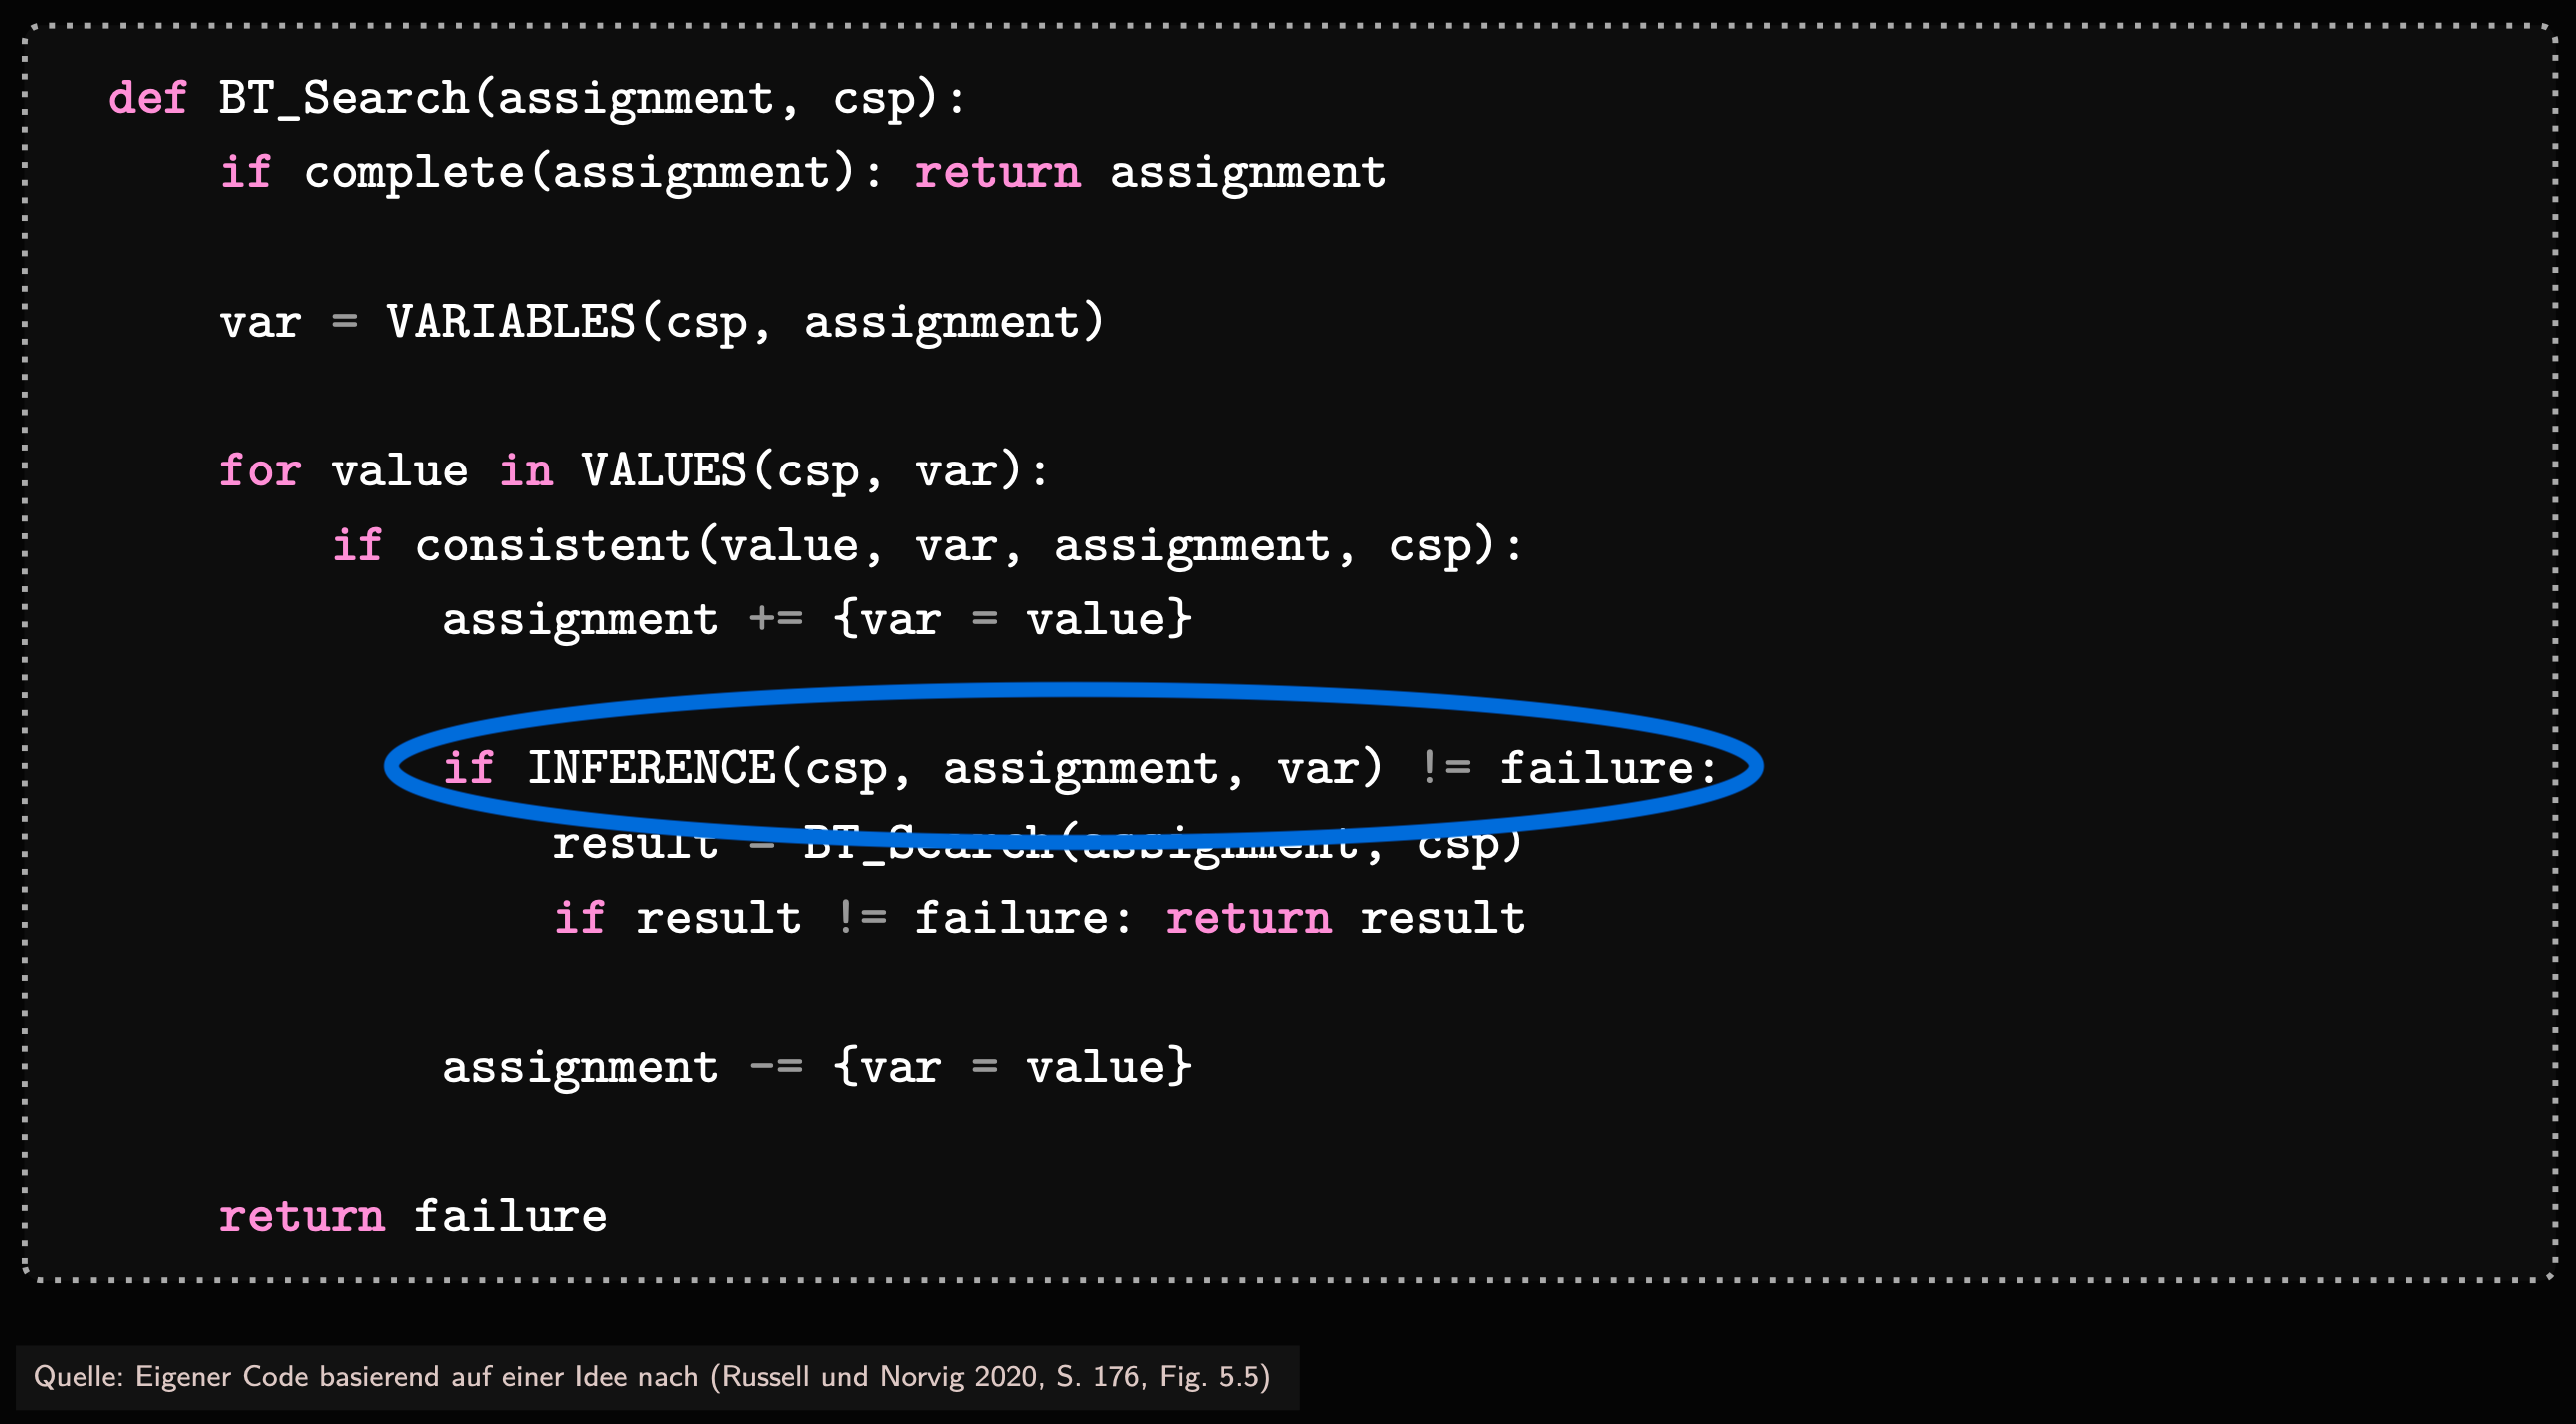 def BT_Search(assignment, csp):
    if complete(assignment): return assignment
    var = VARIABLES(csp, assignment)
    for value in VALUES(csp, var):
        if consistent(value, var, assignment, csp):
            assignment += {var = value}
            if INFERENCE(csp, assignment, var) != failure:
                result = BT_Search(assignment, csp)
                if result != failure: return result
            assignment -= {var = value}
    return failure
Quelle: Eigener Code basierend auf einer Idee nach (Russell und Norvig 2020, S. 176, Fig. 5.5)